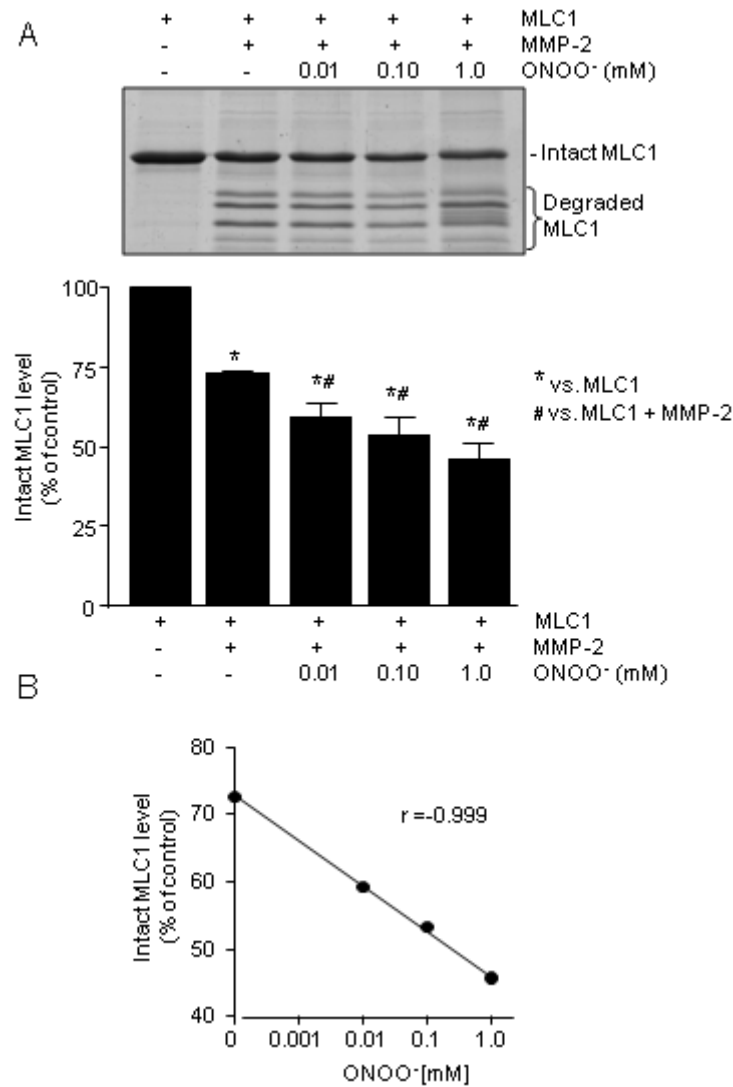 A
+ + + + + MLC1
- + + + + MMP-2
- - 0.01 0.10 1.0 ONOO⁻ (mM)
- Intact MLC1
Degraded
MLC1
100
75
50
25
0
Intact MLC1 level
(% of control)
*
*#
*#
*#
* vs. MLC1
# vs. MLC1 + MMP-2
+ + + + + MLC1
- + + + + MMP-2
- - 0.01 0.10 1.0 ONOO⁻ (mM)
B
80
70
60
50
40
Intact MLC1 level
(% of control)
r =-0.999
0 0.001 0.01 0.1 1.0
ONOO⁻[mM]